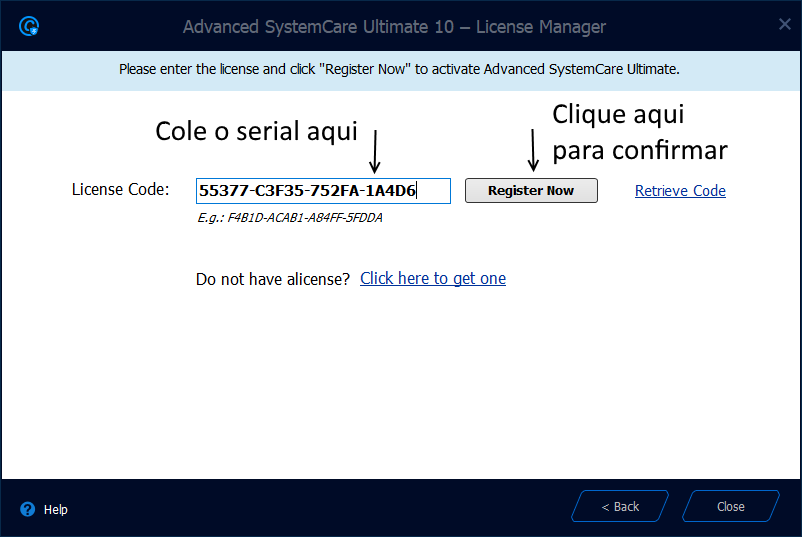 Advanced SystemCare Ultimate 10 – License Manager
Please enter the license and click "Register Now" to activate Advanced SystemCare Ultimate.
Cole o serial aqui
Clique aqui
para confirmar
License Code: 55377-C3F35-752FA-1A4D6 Register Now Retrieve Code
E.g.: F4B1D-ACAB1-A84FF-5FDDA
Do not have alicense? Click here to get one
Help < Back Close